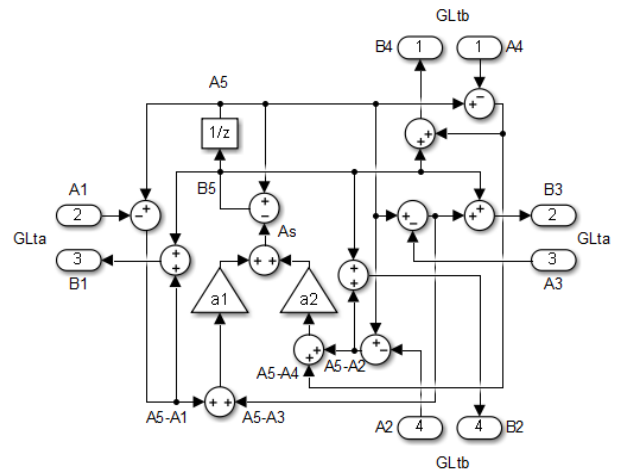 GLtb
B4 1 1 A4
A5
1/z
B5
A1
2
GLta
3
B1
As
a1 a2
B3
2
GLta
3
A3
A5-A4 A5-A2
A5-A1 A5-A3
A2 4 4 B2
GLtb